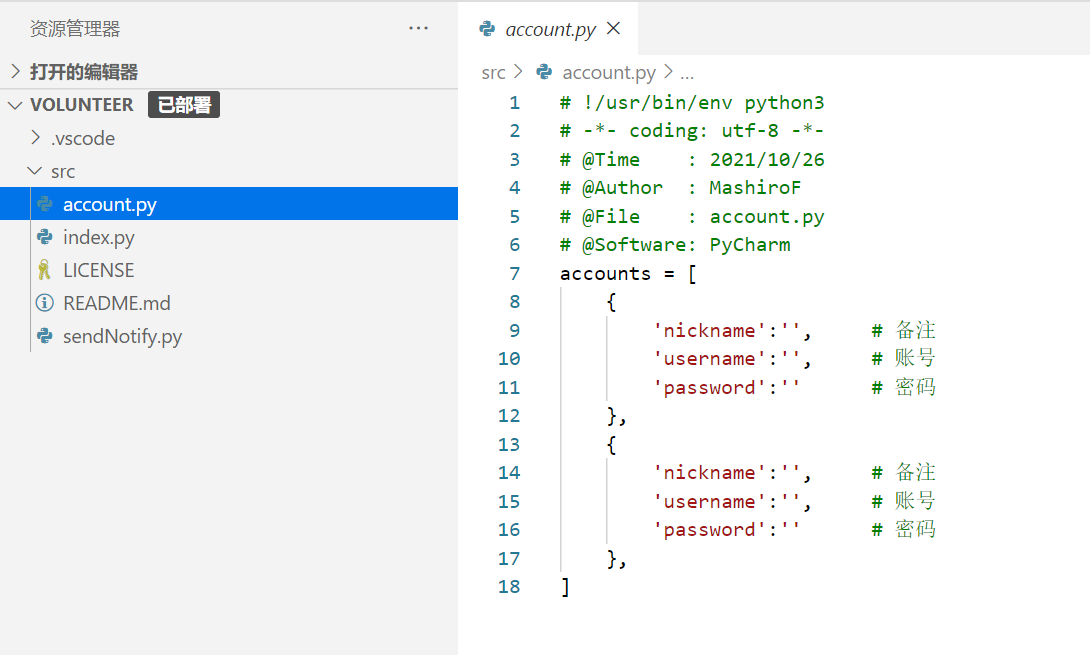 资源管理器 ···
打开的编辑器
VOLUNTEER 已部署
.vscode
src
account.py
index.py
LICENSE
README.md
sendNotify.py
account.py
src > account.py > ...
1 # !/usr/bin/env python3
2 # -*- coding: utf-8 -*-
3 # @Time    : 2021/10/26
4 # @Author  : MashiroF
5 # @File    : account.py
6 # @Software: PyCharm
7 accounts = [
8     {
9         'nickname':'',     # 备注
10         'username':'',     # 账号
11         'password':''      # 密码
12     },
13     {
14         'nickname':'',     # 备注
15         'username':'',     # 账号
16         'password':''      # 密码
17     },
18 ]